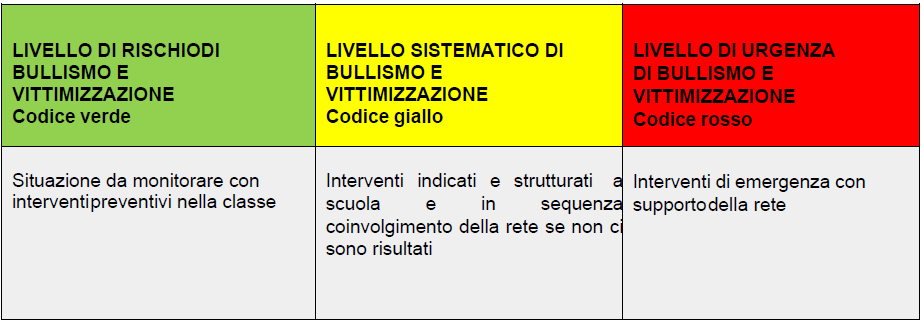 LIVELLO DI RISCHIODI
BULLISMO E
VITTIMIZZAZIONE
Codice verde
LIVELLO SISTEMATICO DI
BULLISMO E
VITTIMIZZAZIONE
Codice giallo
LIVELLO DI URGENZA
DI BULLISMO E
VITTIMIZZAZIONE
Codice rosso
Situazione da monitorare con
interventipreventivi nella classe
Interventi indicati e strutturati a
scuola e in sequenza
coinvolgimento della rete se non ci
sono risultati
Interventi di emergenza con
supportodella rete